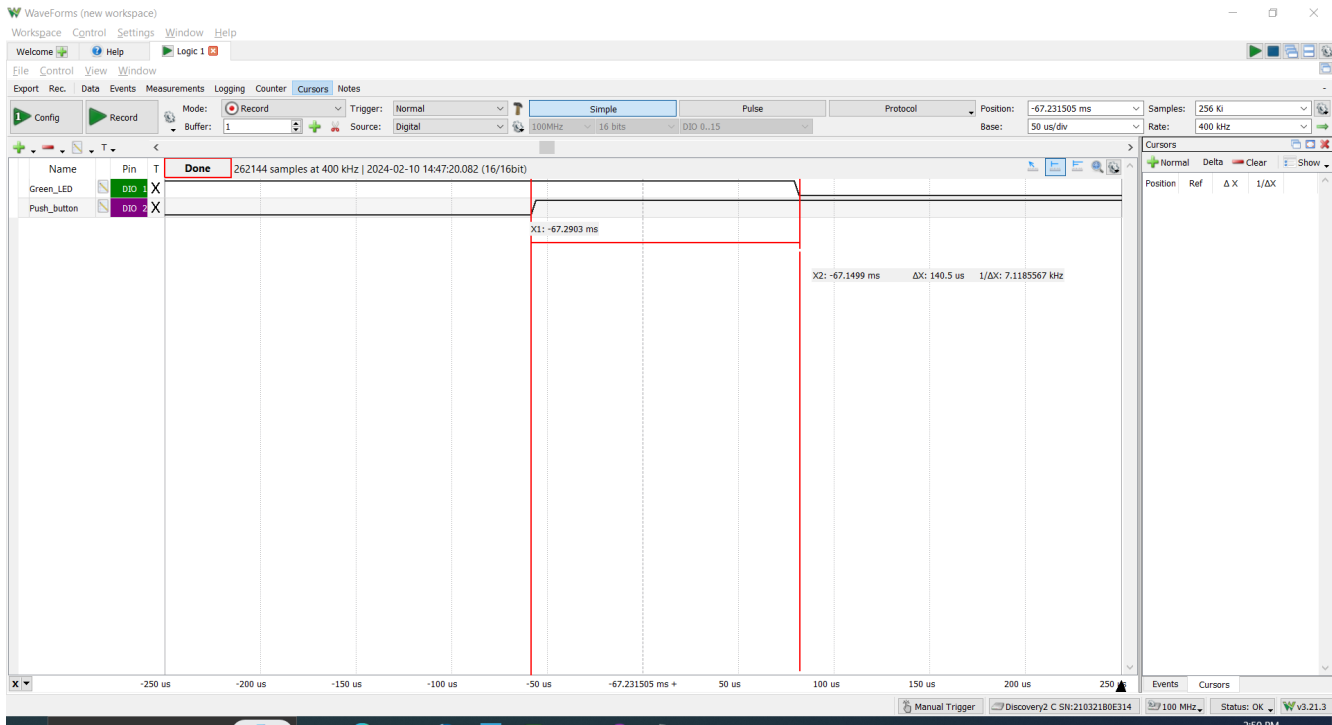 WaveForms (new workspace)
Workspace Control Settings Window Help
Welcome Help Logic 1
File Control View Window
Export Rec. Data Events Measurements Logging Counter Cursors Notes
Config Record Mode: Record Trigger: Normal Simple Pulse Protocol Position: -67.231505 ms Samples: 256 Ki
Buffer: 1 Source: Digital 100MHz 16 bits DIO 0..15 Base: 50 us/div Rate: 400 kHz
T Cursors
Name Pin T Done 262144 samples at 400 kHz | 2024-02-10 14:47:20.082 (16/16bit) Normal Delta Clear Show
Green_LED DIO 1 X Position Ref Δ X 1/ΔX
Push_button DIO 2 X
X1: -67.2903 ms
X2: -67.1499 ms ΔX: 140.5 us 1/ΔX: 7.1185567 kHz
X -250 us -200 us -150 us -100 us -50 us -67.231505 ms + 50 us 100 us 150 us 200 us 250 Events Cursors
Manual Trigger Discovery2 C SN:210321B0E314 100 MHz Status: OK v3.21.3